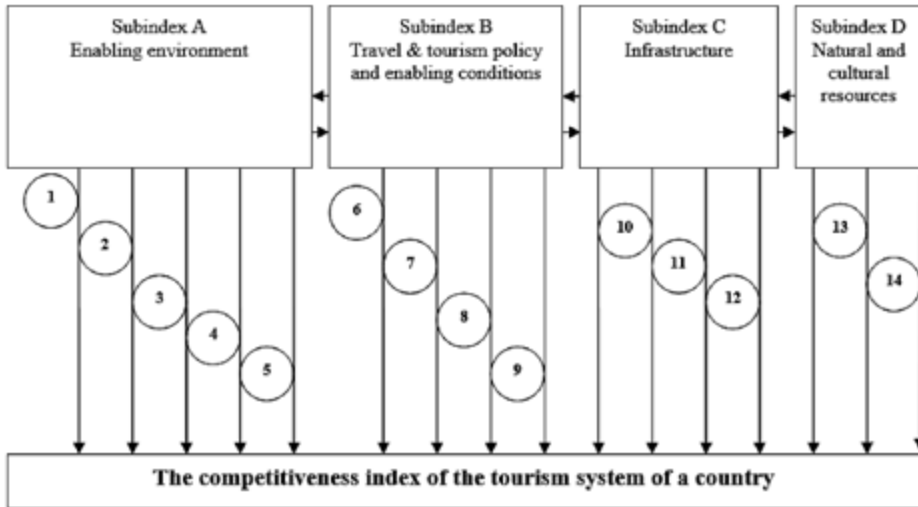 Subindex A
Enabling environment
Subindex B
Travel & tourism policy
and enabling conditions
Subindex C
Infrastructure
Subindex D
Natural and
cultural
resources
1
2
3
4
5
6
7
8
9
10
11
12
13
14
The competitiveness index of the tourism system of a country